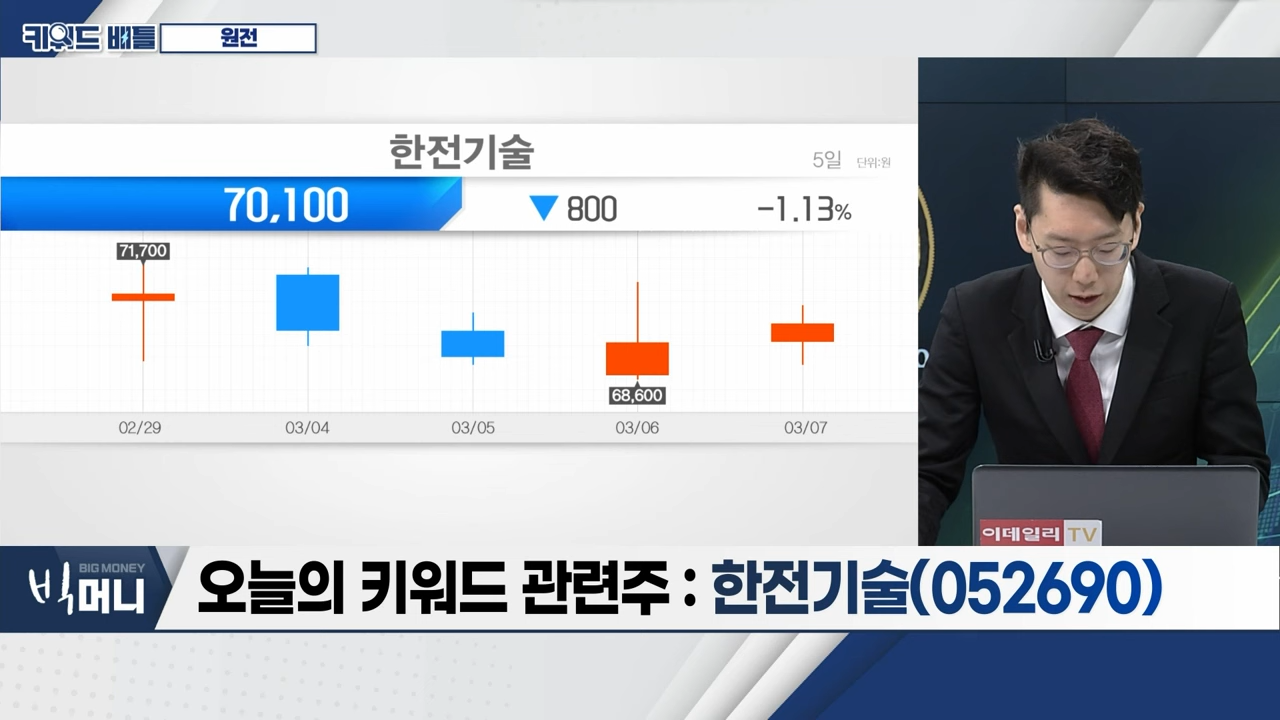 키워드 배틀
원전
한전기술
5일 단위:원
70,100 ▼ 800 -1.13%
71,700
68,600
02/29 03/04 03/05 03/06 03/07
이데일리 TV
빅머니 BIG MONEY
오늘의 키워드 관련주 : 한전기술(052690)